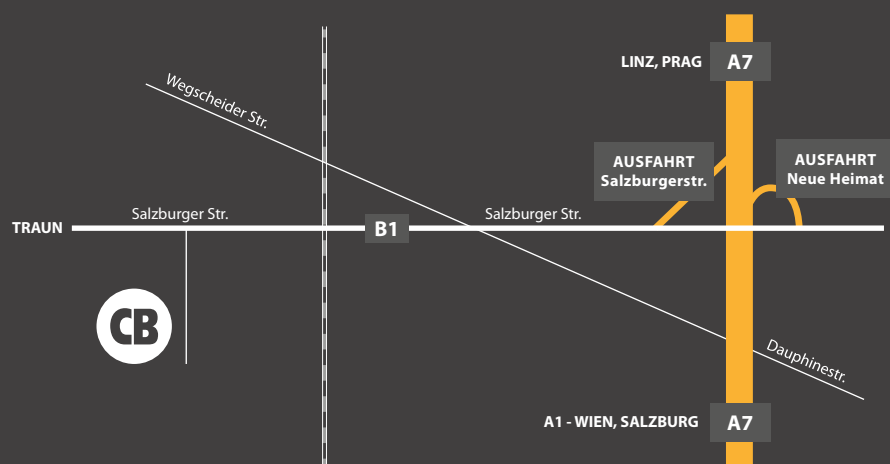 LINZ, PRAG
A7
Wegscheider Str.
AUSFAHRT
Salzburgerstr.
AUSFAHRT
Neue Heimat
Salzburger Str.
Salzburger Str.
TRAUN
B1
CB
Dauphinestr.
A1 - WIEN, SALZBURG
A7